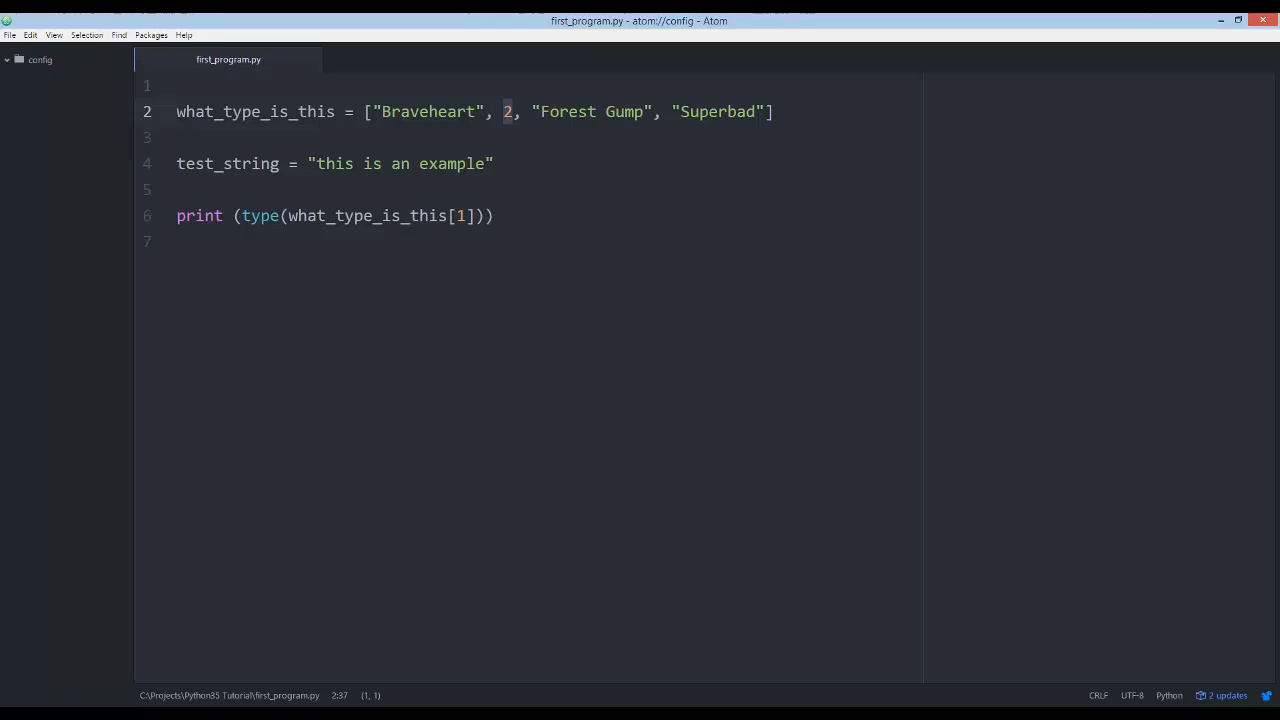 first_program.py - atom://config - Atom
File Edit View Selection Find Packages Help
config
first_program.py
1
2 what_type_is_this = ["Braveheart", 2, "Forest Gump", "Superbad"]
3
4 test_string = "this is an example"
5
6 print (type(what_type_is_this[1]))
7
C:\Projects\Python35 Tutorial\first_program.py 2:37 (1, 1) CRLF UTF-8 Python 2 updates